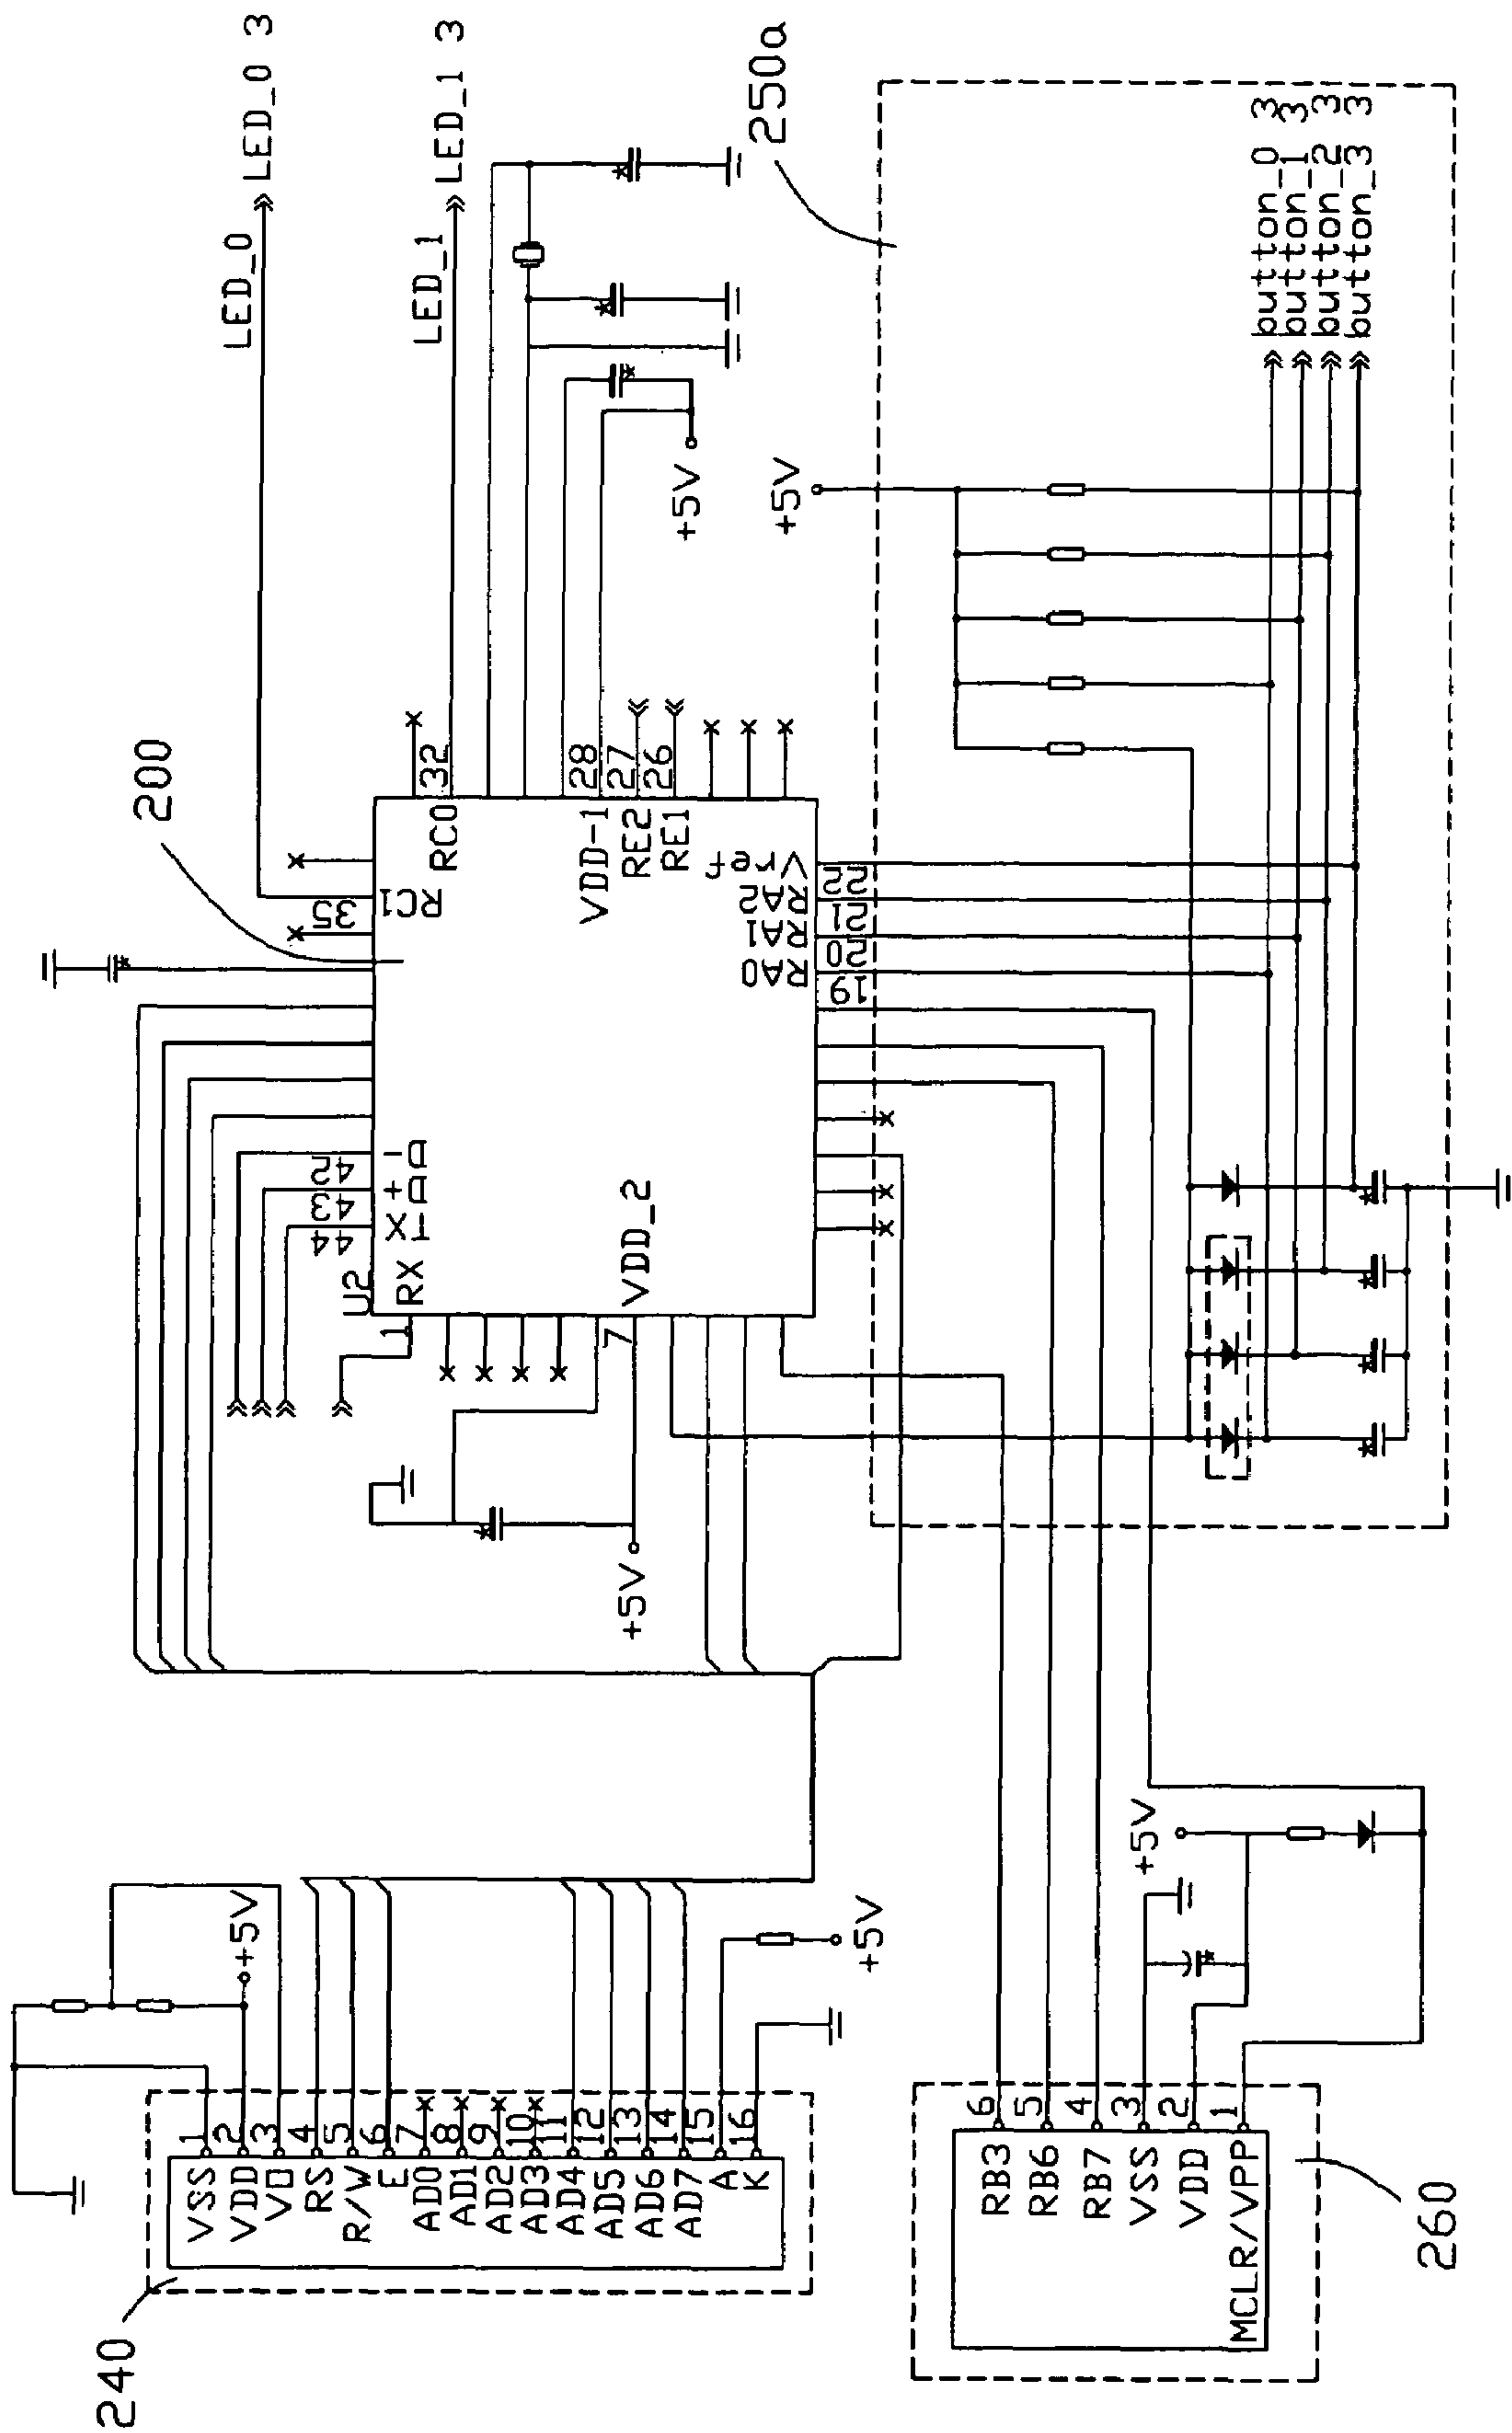 LED_0
LED_0 3
LED_1
LED_1 3
200
250a
+5V
+5V
button_0 3
button_1 3
button_2 3
button_3 3
U2
RC1
35
RC0
32
VDD-1
28
RE2
27
RE1
26
Vref
22
RA2
21
RA1
20
RA0
19
D-
42
D+
43
TX
44
RX
1
VDD_2
7
+5V
240
VSS 1
VDD 2
VO 3
RS 4
R/W 5
E 6
AD0 7
AD1 8
AD2 9
AD3 10
AD4 11
AD5 12
AD6 13
AD7 14
A 15
K 16
+5V
+5V
260
RB3 6
RB6 5
RB7 4
VSS 3
VDD 2
MCLR/VPP 1
+5V